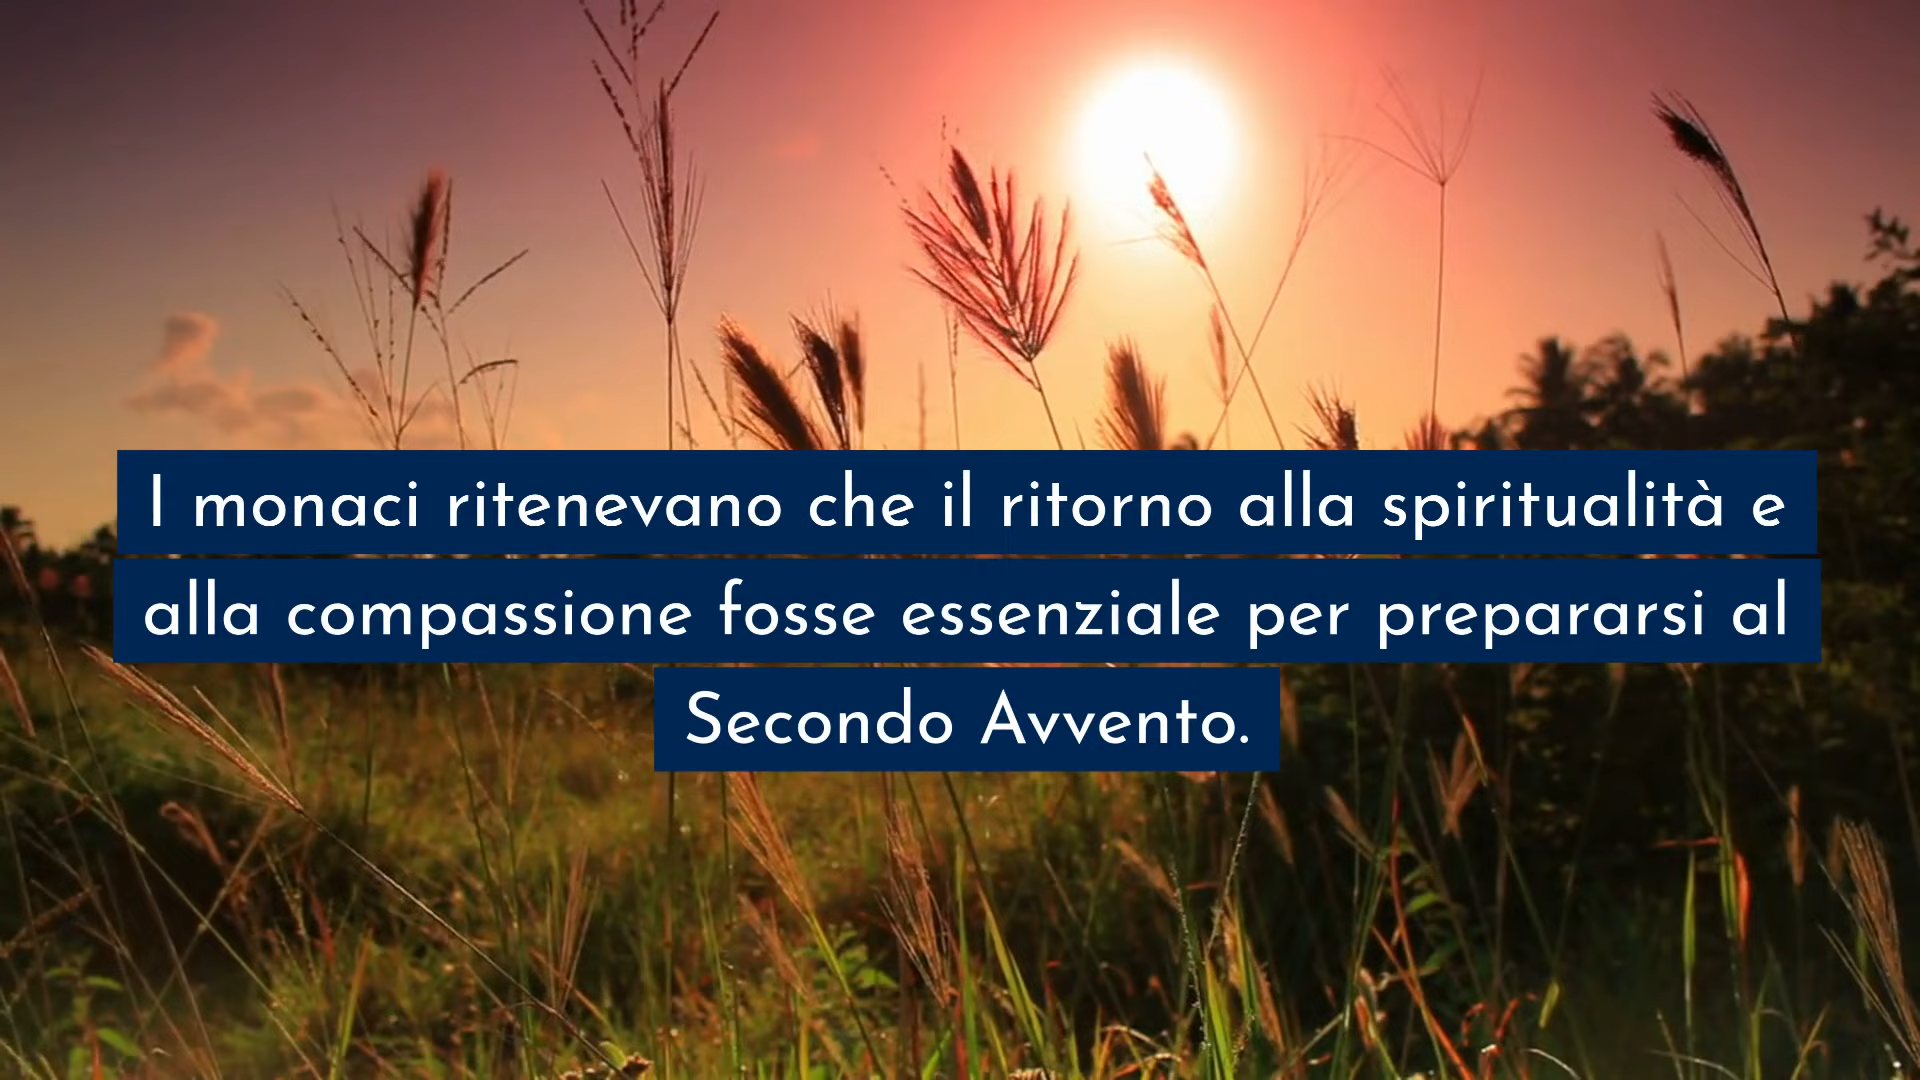 I monaci ritenevano che il ritorno alla spiritualità e
alla compassione fosse essenziale per prepararsi al
Secondo Avvento.